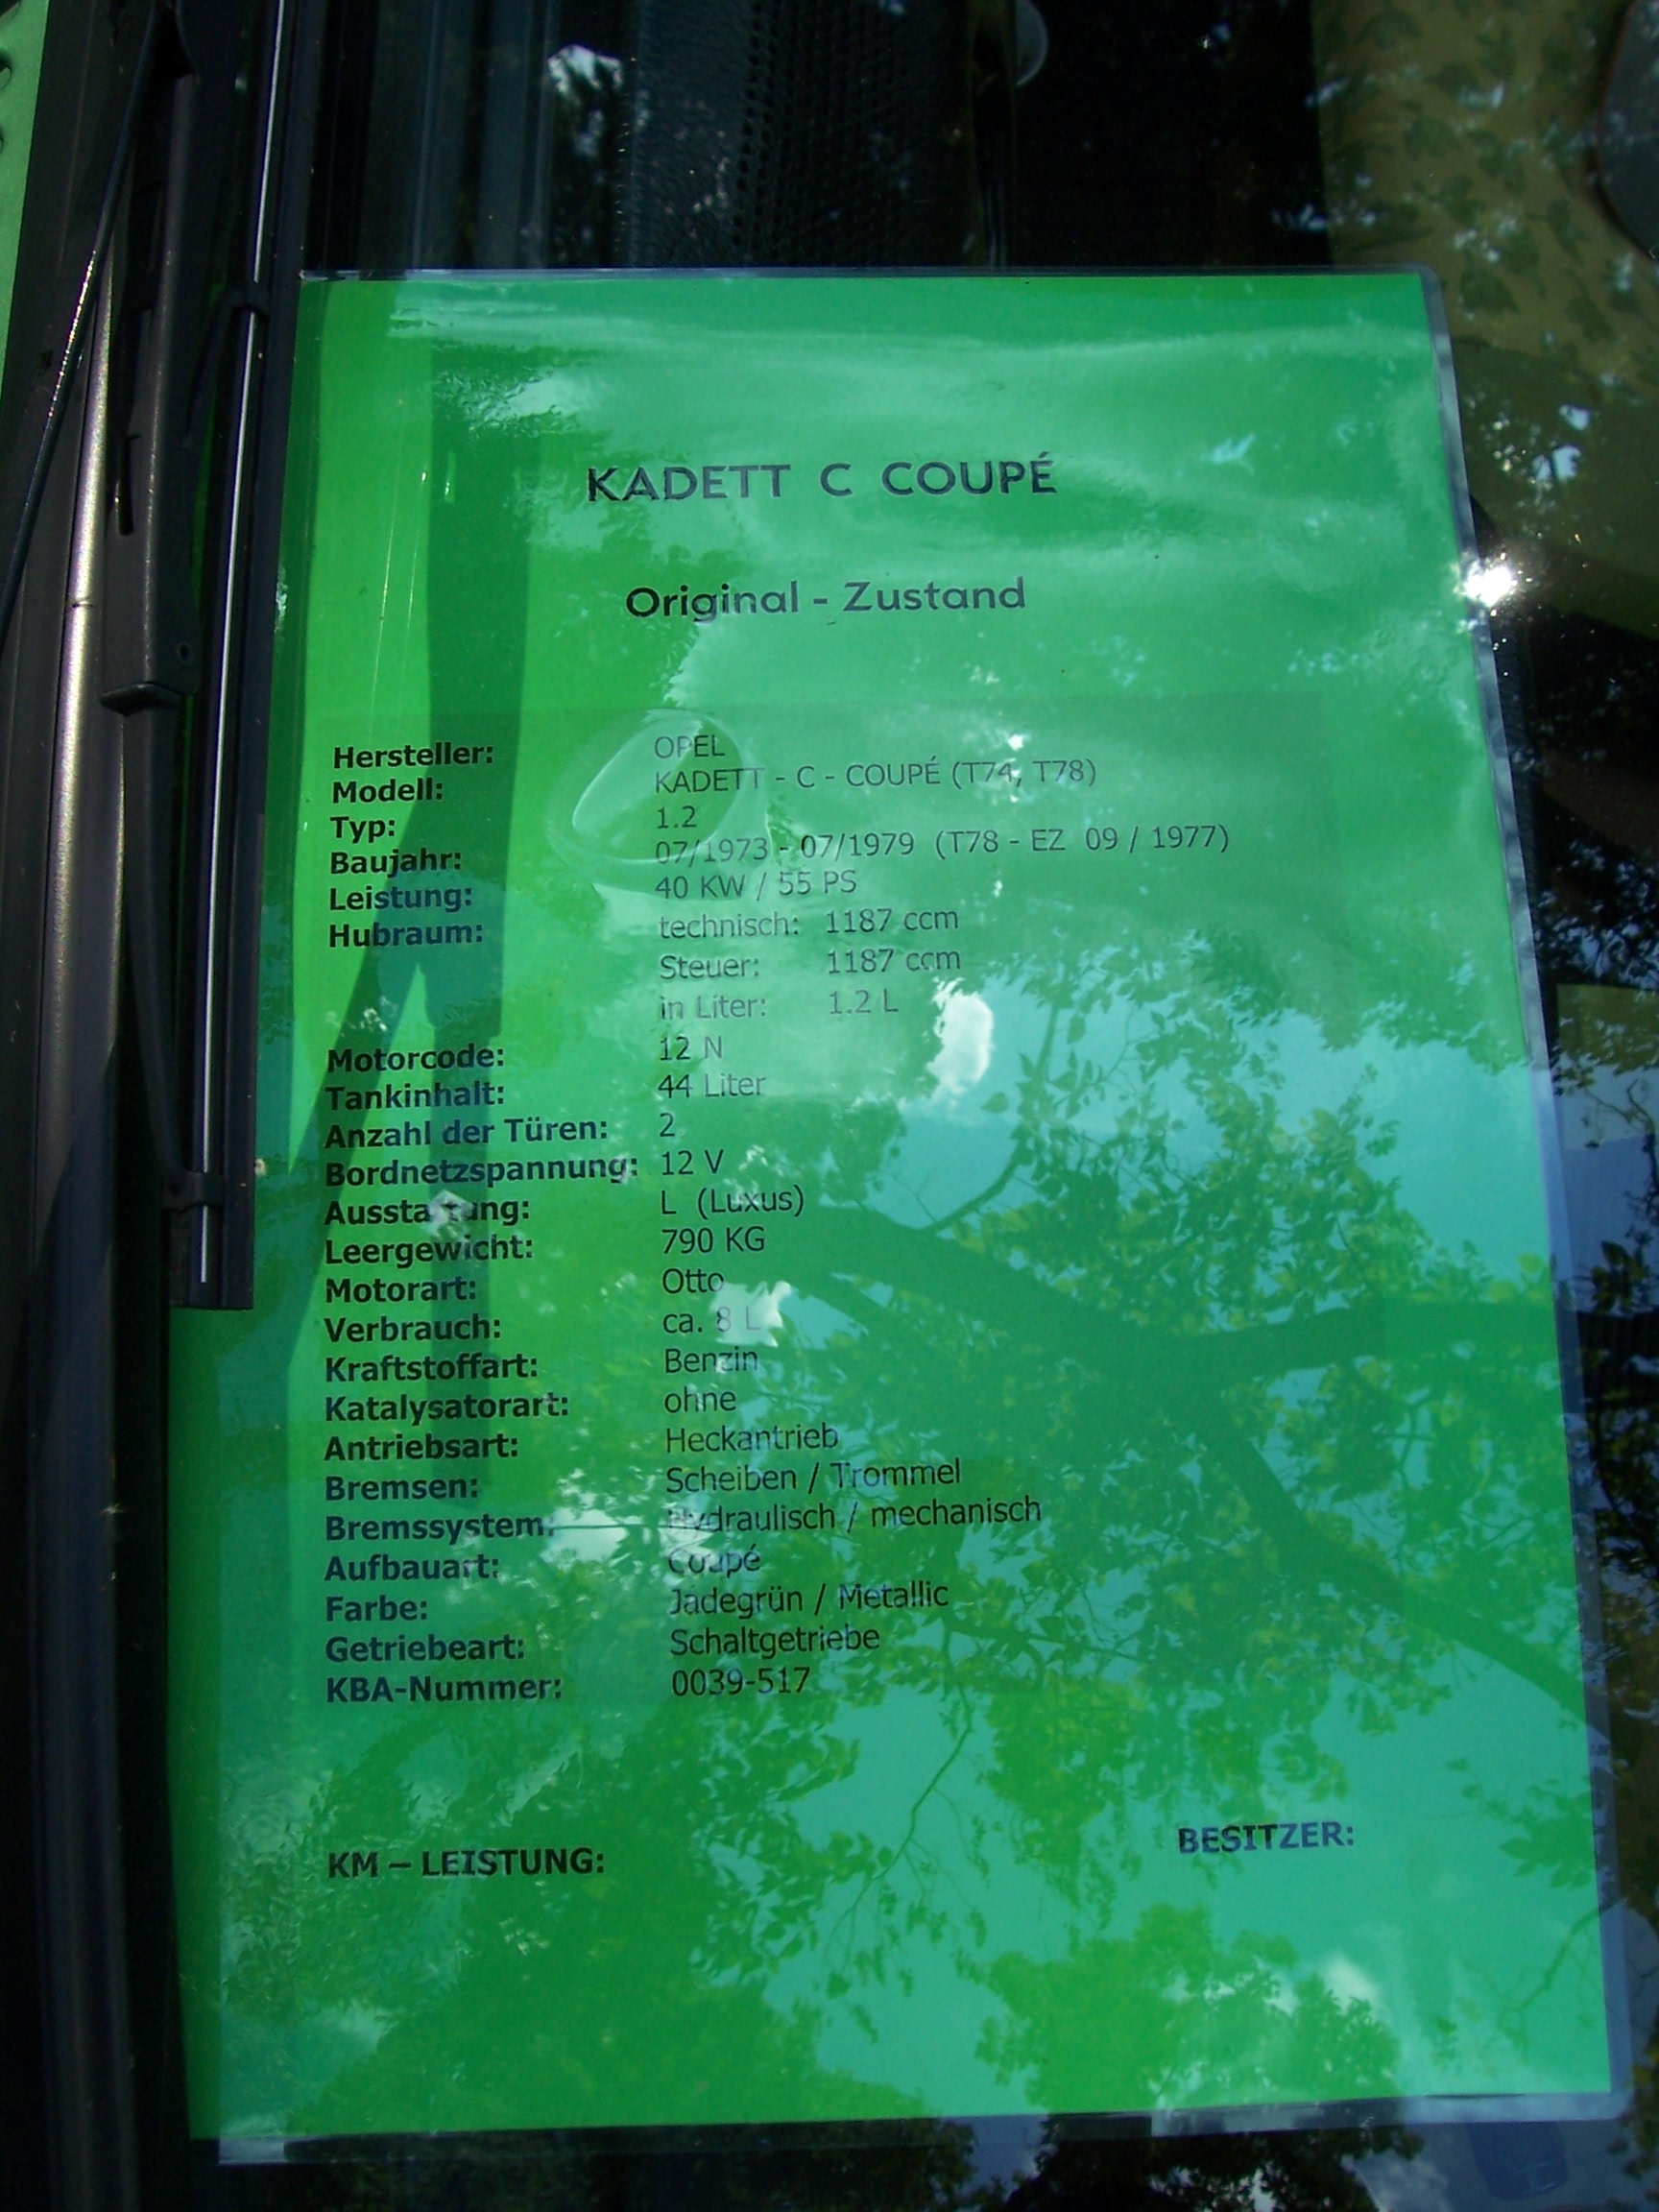 KADETT C COUPÉ
Original - Zustand
Hersteller: OPEL
Modell: KADETT - C - COUPÉ (T74, T78)
Typ: 1.2
Baujahr: 07/1973 - 07/1979 (T78 - EZ 09 / 1977)
Leistung: 40 KW / 55 PS
Hubraum: technisch: 1187 ccm
Steuer: 1187 ccm
in Liter: 1.2 L
Motorcode: 12 N
Tankinhalt: 44 Liter
Anzahl der Türen: 2
Bordnetzspannung: 12 V
Ausstattung: L (Luxus)
Leergewicht: 790 KG
Motorart: Otto
Verbrauch: ca. 8 L
Kraftstoffart: Benzin
Katalysatorart: ohne
Antriebsart: Heckantrieb
Bremsen: Scheiben / Trommel
Bremssystem: Hydraulisch / mechanisch
Aufbauart: Coupé
Farbe: Jadegrün / Metallic
Getriebeart: Schaltgetriebe
KBA-Nummer: 0039-517
KM – LEISTUNG: BESITZER: